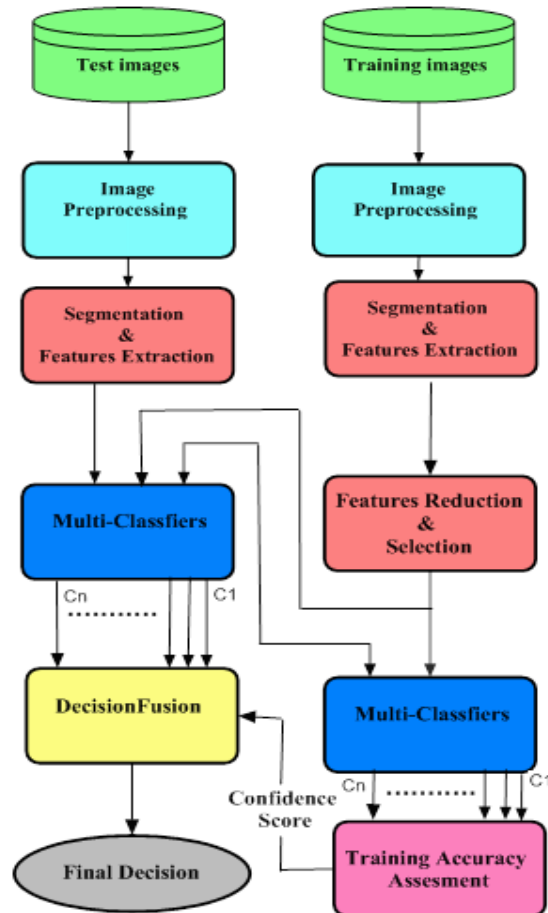 Test images
Training images
Image
Preprocessing
Image
Preprocessing
Segmentation
&
Features Extraction
Segmentation
&
Features Extraction
Multi-Classfiers
Features Reduction
&
Selection
Cn
C1
DecisionFusion
Multi-Classfiers
Cn
C1
Confidence
Score
Final Decision
Training Accuracy
Assesment